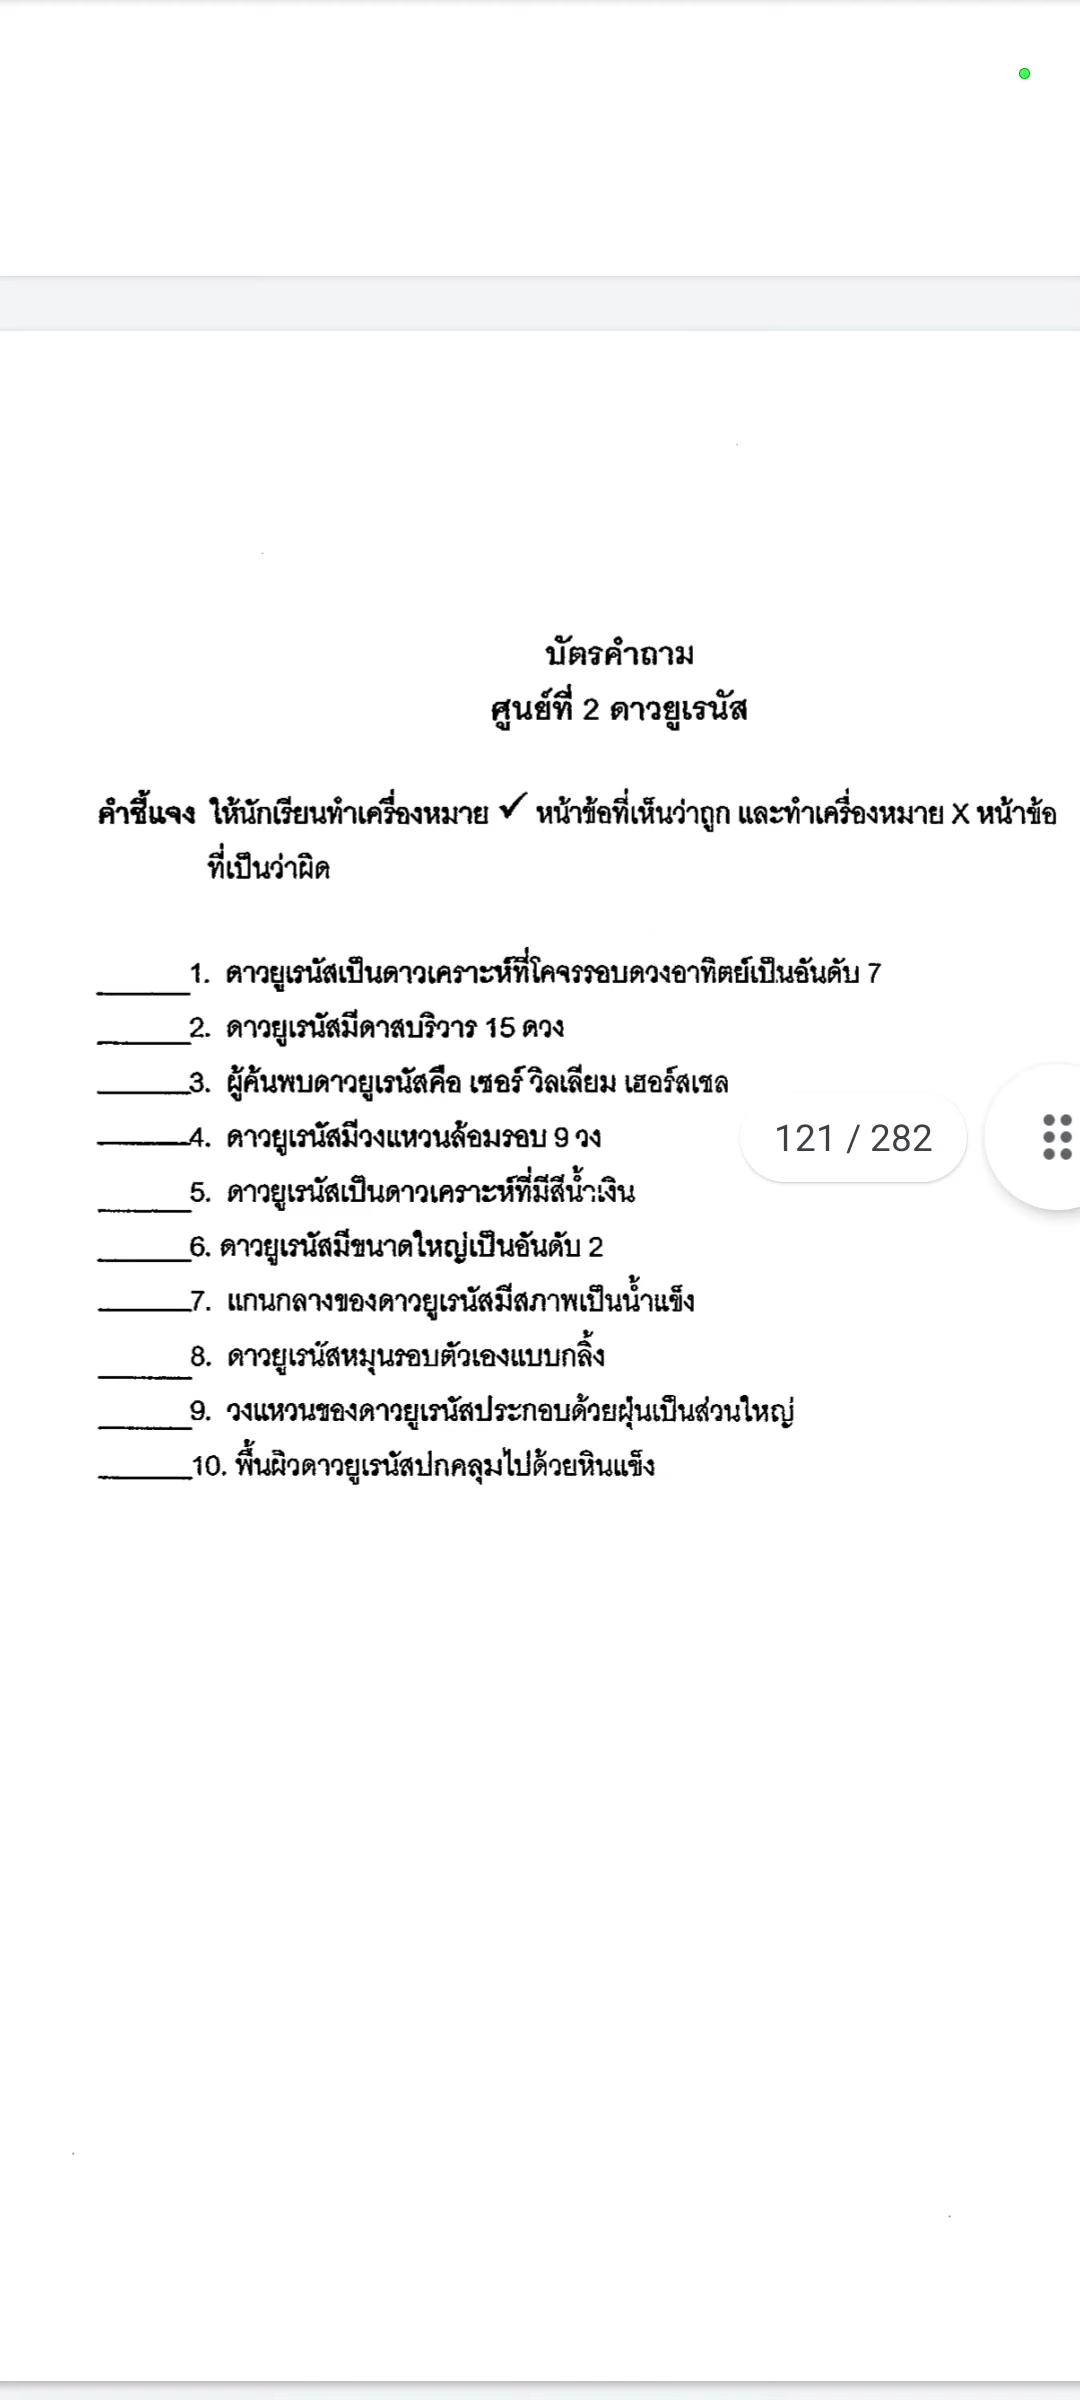 บัตรคำถาม
ศูนย์ที่ 2 ดาวยูเรนัส
คำชี้แจง ให้นักเรียนทำเครื่องหมาย ✓ หน้าข้อที่เห็นว่าถูก และทำเครื่องหมาย X หน้าข้อ
ที่เป็นว่าผิด
______1. ดาวยูเรนัสเป็นดาวเคราะห์ที่โคจรรอบดวงอาทิตย์เป็นอันดับ 7
______2. ดาวยูเรนัสมีดาสบริวาร 15 ดวง
______3. ผู้ค้นพบดาวยูเรนัสคือ เซอร์ วิลเลียม เฮอร์สเชล
______4. ดาวยูเรนัสมีวงแหวนล้อมรอบ 9 วง
121 / 282
______5. ดาวยูเรนัสเป็นดาวเคราะห์ที่มีสีน้ำเงิน
______6. ดาวยูเรนัสมีขนาดใหญ่เป็นอันดับ 2
______7. แกนกลางของดาวยูเรนัสมีสภาพเป็นน้ำแข็ง
______8. ดาวยูเรนัสหมุนรอบตัวเองแบบกลิ้ง
______9. วงแหวนของดาวยูเรนัสประกอบด้วยฝุ่นเป็นส่วนใหญ่
______10. พื้นผิวดาวยูเรนัสปกคลุมไปด้วยหินแข็ง